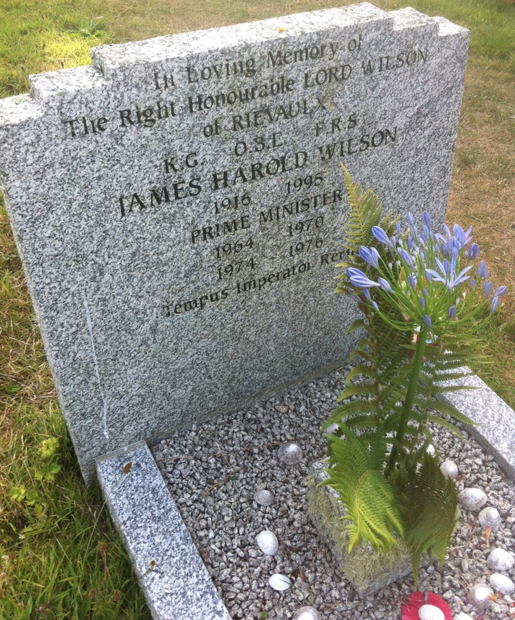 In Loving Memory of
The Right Honourable LORD WILSON
of RIEVAULX
K.G. O.B.E. F.R.S
JAMES HAROLD WILSON
1916 1995
PRIME MINISTER
1964 1970
1974 1976
Tempus Imperator